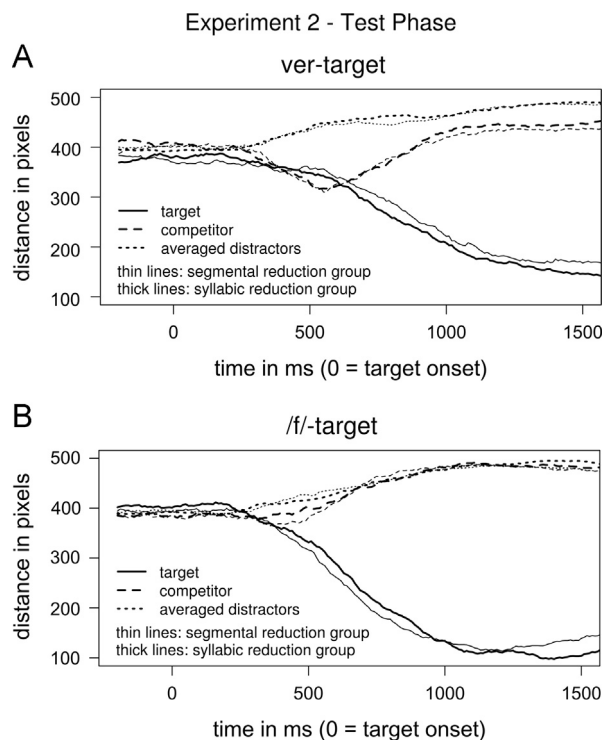 Experiment 2 - Test Phase
A
ver-target
distance in pixels
500
400
300
200
100
target
competitor
averaged distractors
thin lines: segmental reduction group
thick lines: syllabic reduction group
0
500
1000
1500
time in ms (0 = target onset)
B
/f/-target
distance in pixels
500
400
300
200
100
target
competitor
averaged distractors
thin lines: segmental reduction group
thick lines: syllabic reduction group
0
500
1000
1500
time in ms (0 = target onset)